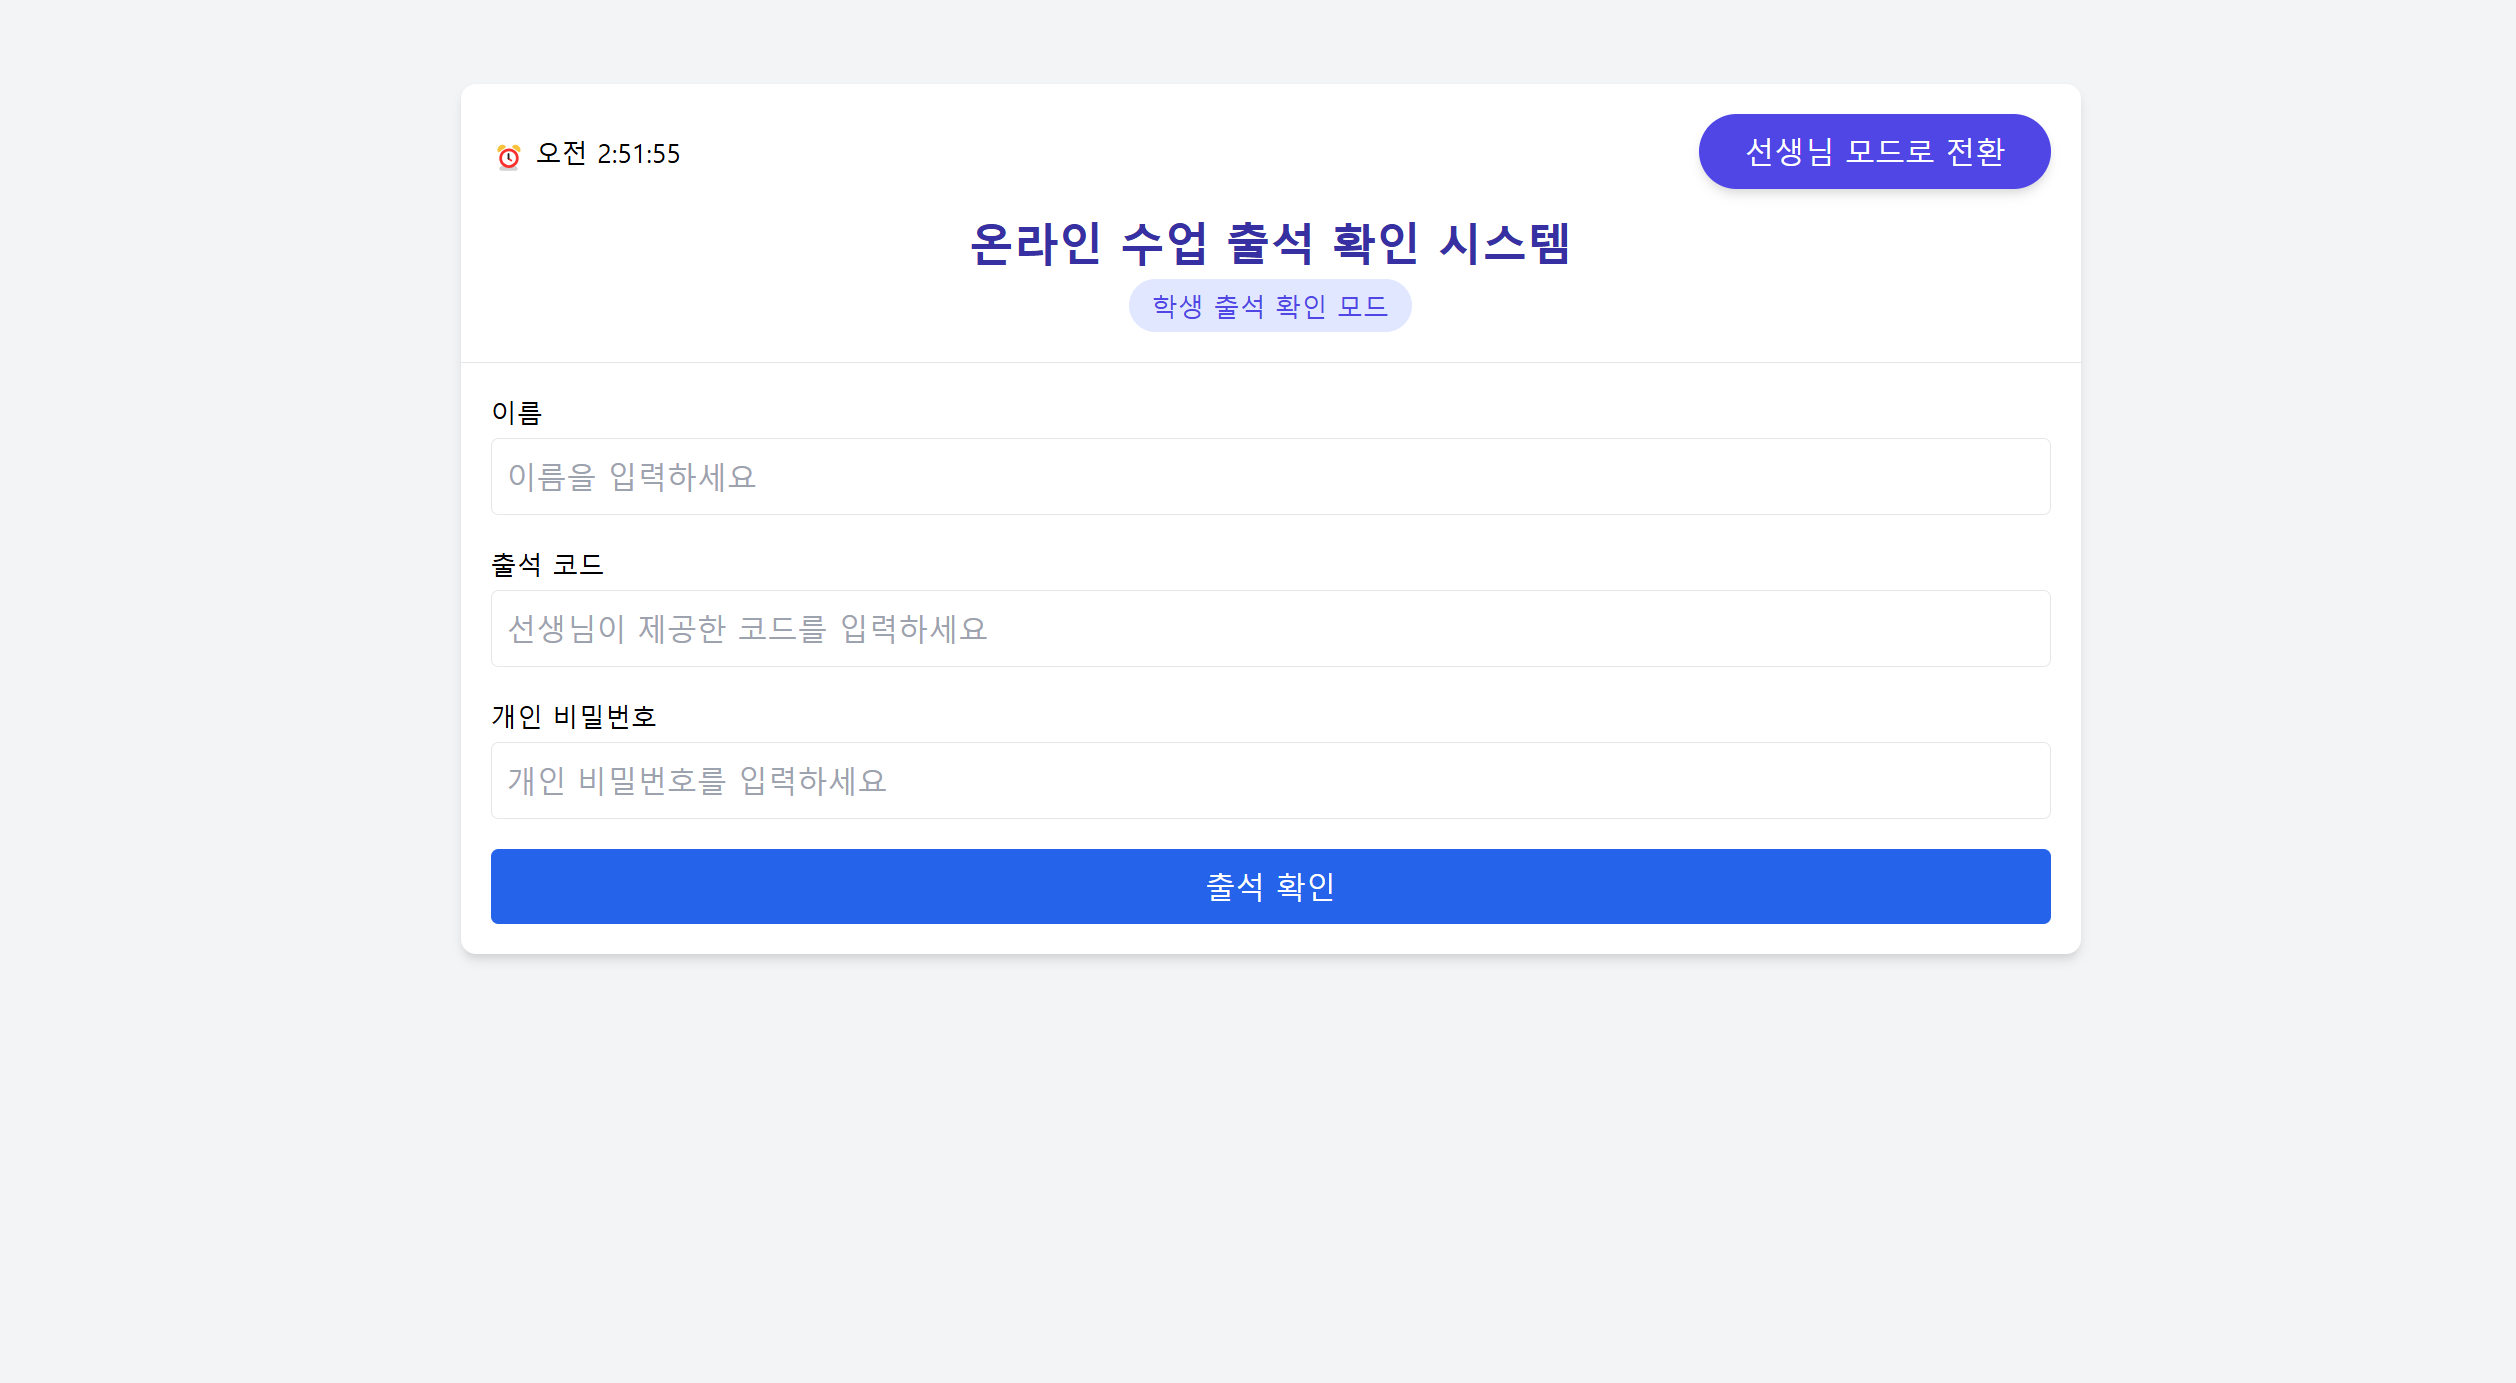 ⏰ 오전 2:51:55
선생님 모드로 전환
온라인 수업 출석 확인 시스템
학생 출석 확인 모드
이름
이름을 입력하세요
출석 코드
선생님이 제공한 코드를 입력하세요
개인 비밀번호
개인 비밀번호를 입력하세요
출석 확인